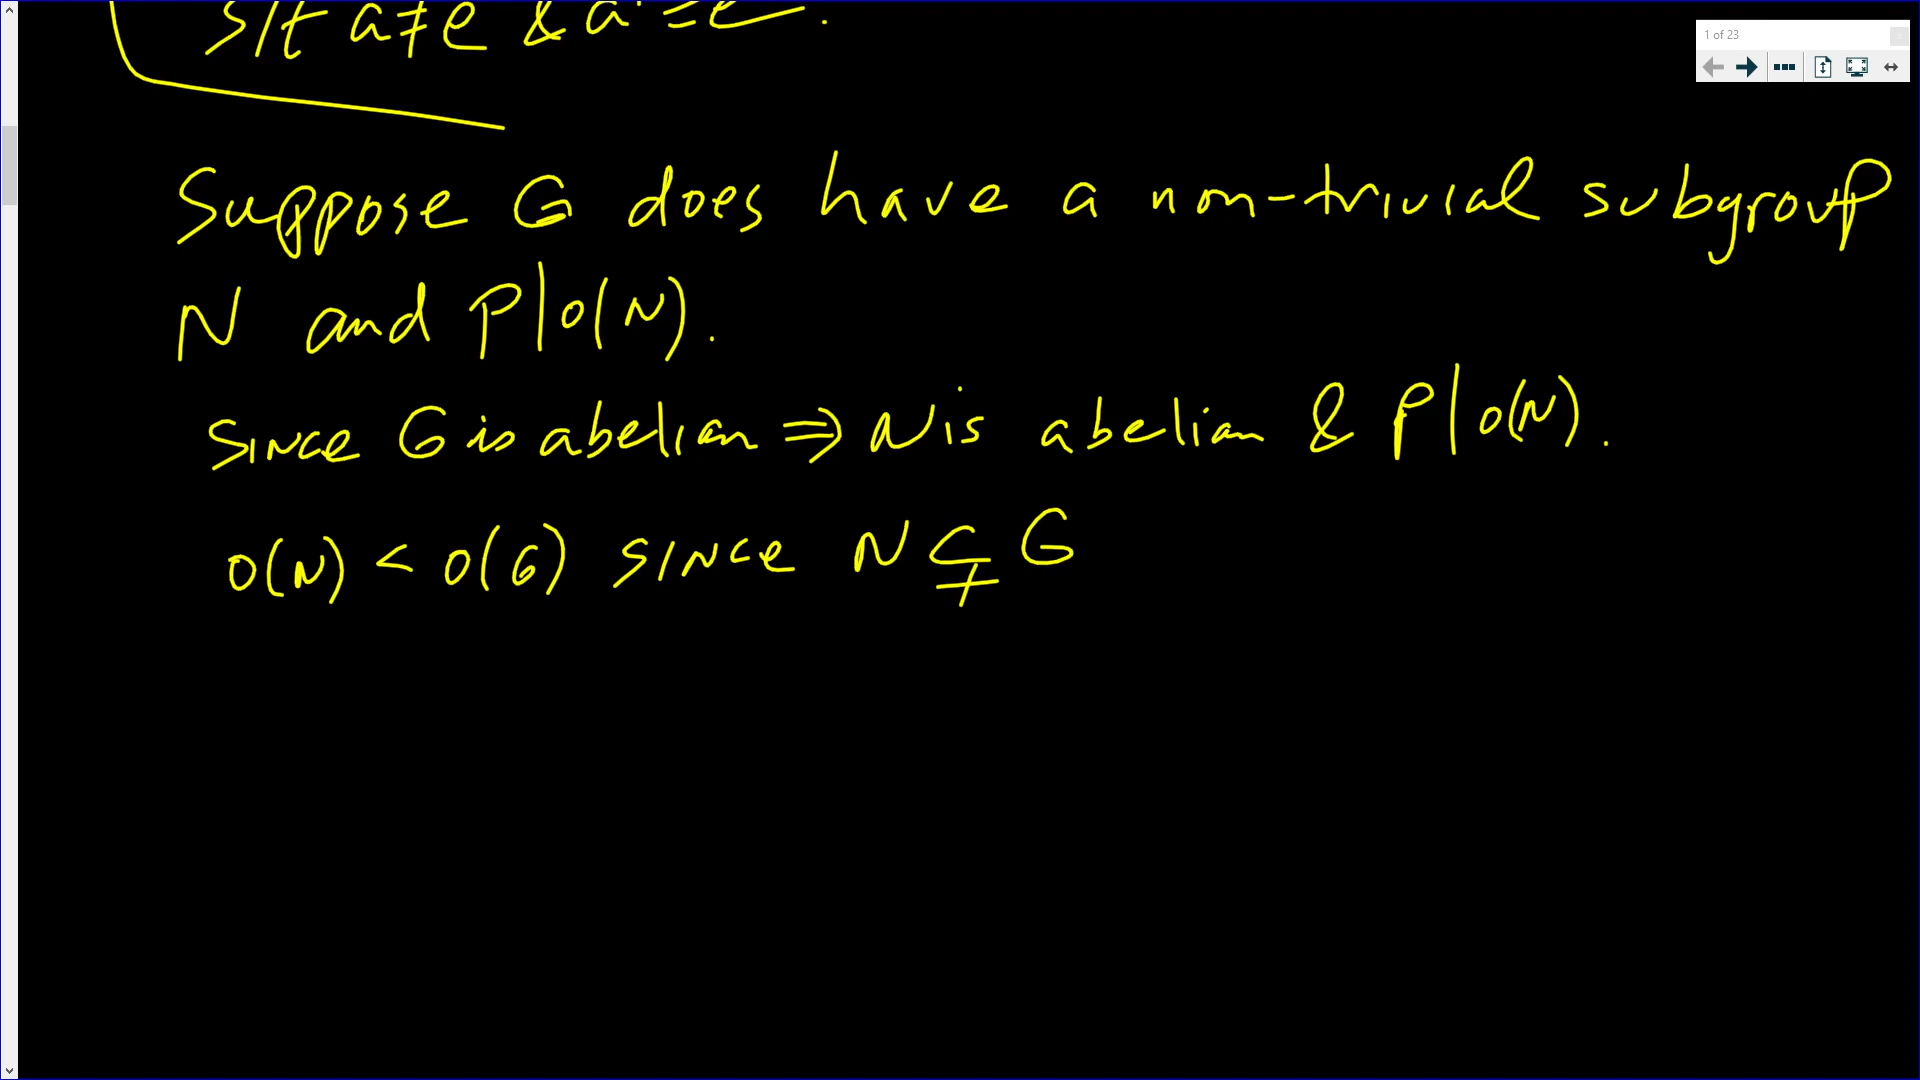 s/t a≠e & a =e.
1 of 23
Suppose G does have a non-trivial subgroup
N and P|o(N).
Since G is abelian ⇒ N is abelian & P|o(N).
o(N) < o(G) since N ⊊ G